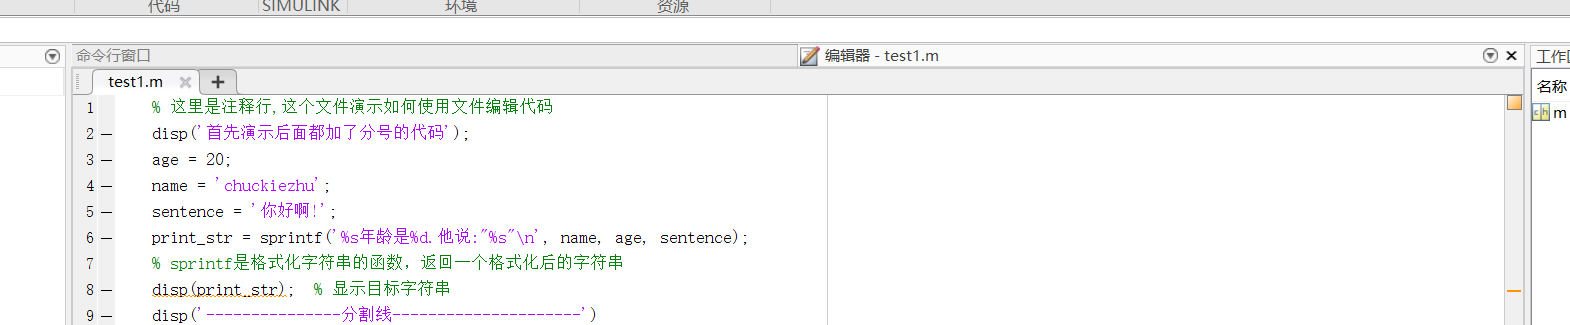 代码 SIMULINK 环境 资源
命令行窗口 编辑器 - test1.m 工作区
test1.m 名称
1 % 这里是注释行,这个文件演示如何使用文件编辑代码 m
2 disp('首先演示后面都加了分号的代码');
3 age = 20;
4 name = 'chuckiezhu';
5 sentence = '你好啊!';
6 print_str = sprintf('%s年龄是%d.他说:"%s"\n', name, age, sentence);
7 % sprintf是格式化字符串的函数，返回一个格式化后的字符串
8 disp(print_str); % 显示目标字符串
9 disp('---------------分割线---------------------')